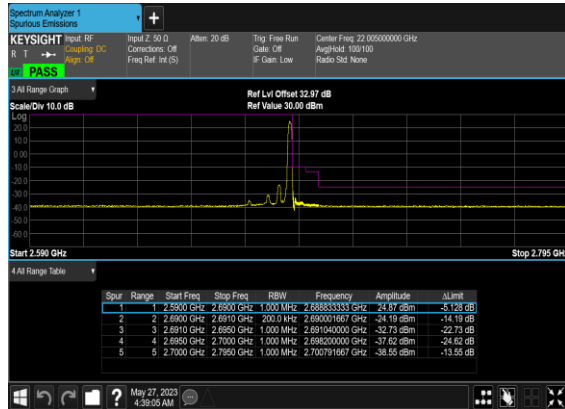 Spectrum Analyzer 1
Spurious Emissions
KEYSIGHT Input: RF Input Z: 50 Ω Atten: 20 dB Trig: Free Run Center Freq: 22.005000000 GHz
R T Coupling: DC Corrections: Off Gate: Off Avg|Hold: 100/100
Align: Off Freq Ref: Int (S) IF Gain: Low Radio Std: None
PASS
3 All Range Graph
Ref Lvl Offset 32.97 dB
Scale/Div 10.0 dB Ref Value 30.00 dBm
Log
20.0
10.0
0.00
-10.0
-20.0
-30.0
-40.0
-50.0
-60.0
Start 2.590 GHz Stop 2.795 GH
4 All Range Table
Spur Range Start Freq Stop Freq RBW Frequency Amplitude ΔLimit
1 1 2.5900 GHz 2.6900 GHz 1.000 MHz 2.688833333 GHz 24.87 dBm -5.128 dB
2 2 2.6900 GHz 2.6910 GHz 200.0 kHz 2.690001667 GHz -24.19 dBm -14.19 dB
3 3 2.6910 GHz 2.6950 GHz 1.000 MHz 2.691040000 GHz -32.73 dBm -22.73 dB
4 4 2.6950 GHz 2.7000 GHz 1.000 MHz 2.698200000 GHz -37.62 dBm -24.62 dB
5 5 2.7000 GHz 2.7950 GHz 1.000 MHz 2.700791667 GHz -38.55 dBm -13.55 dB
May 27, 2023
4:39:05 AM